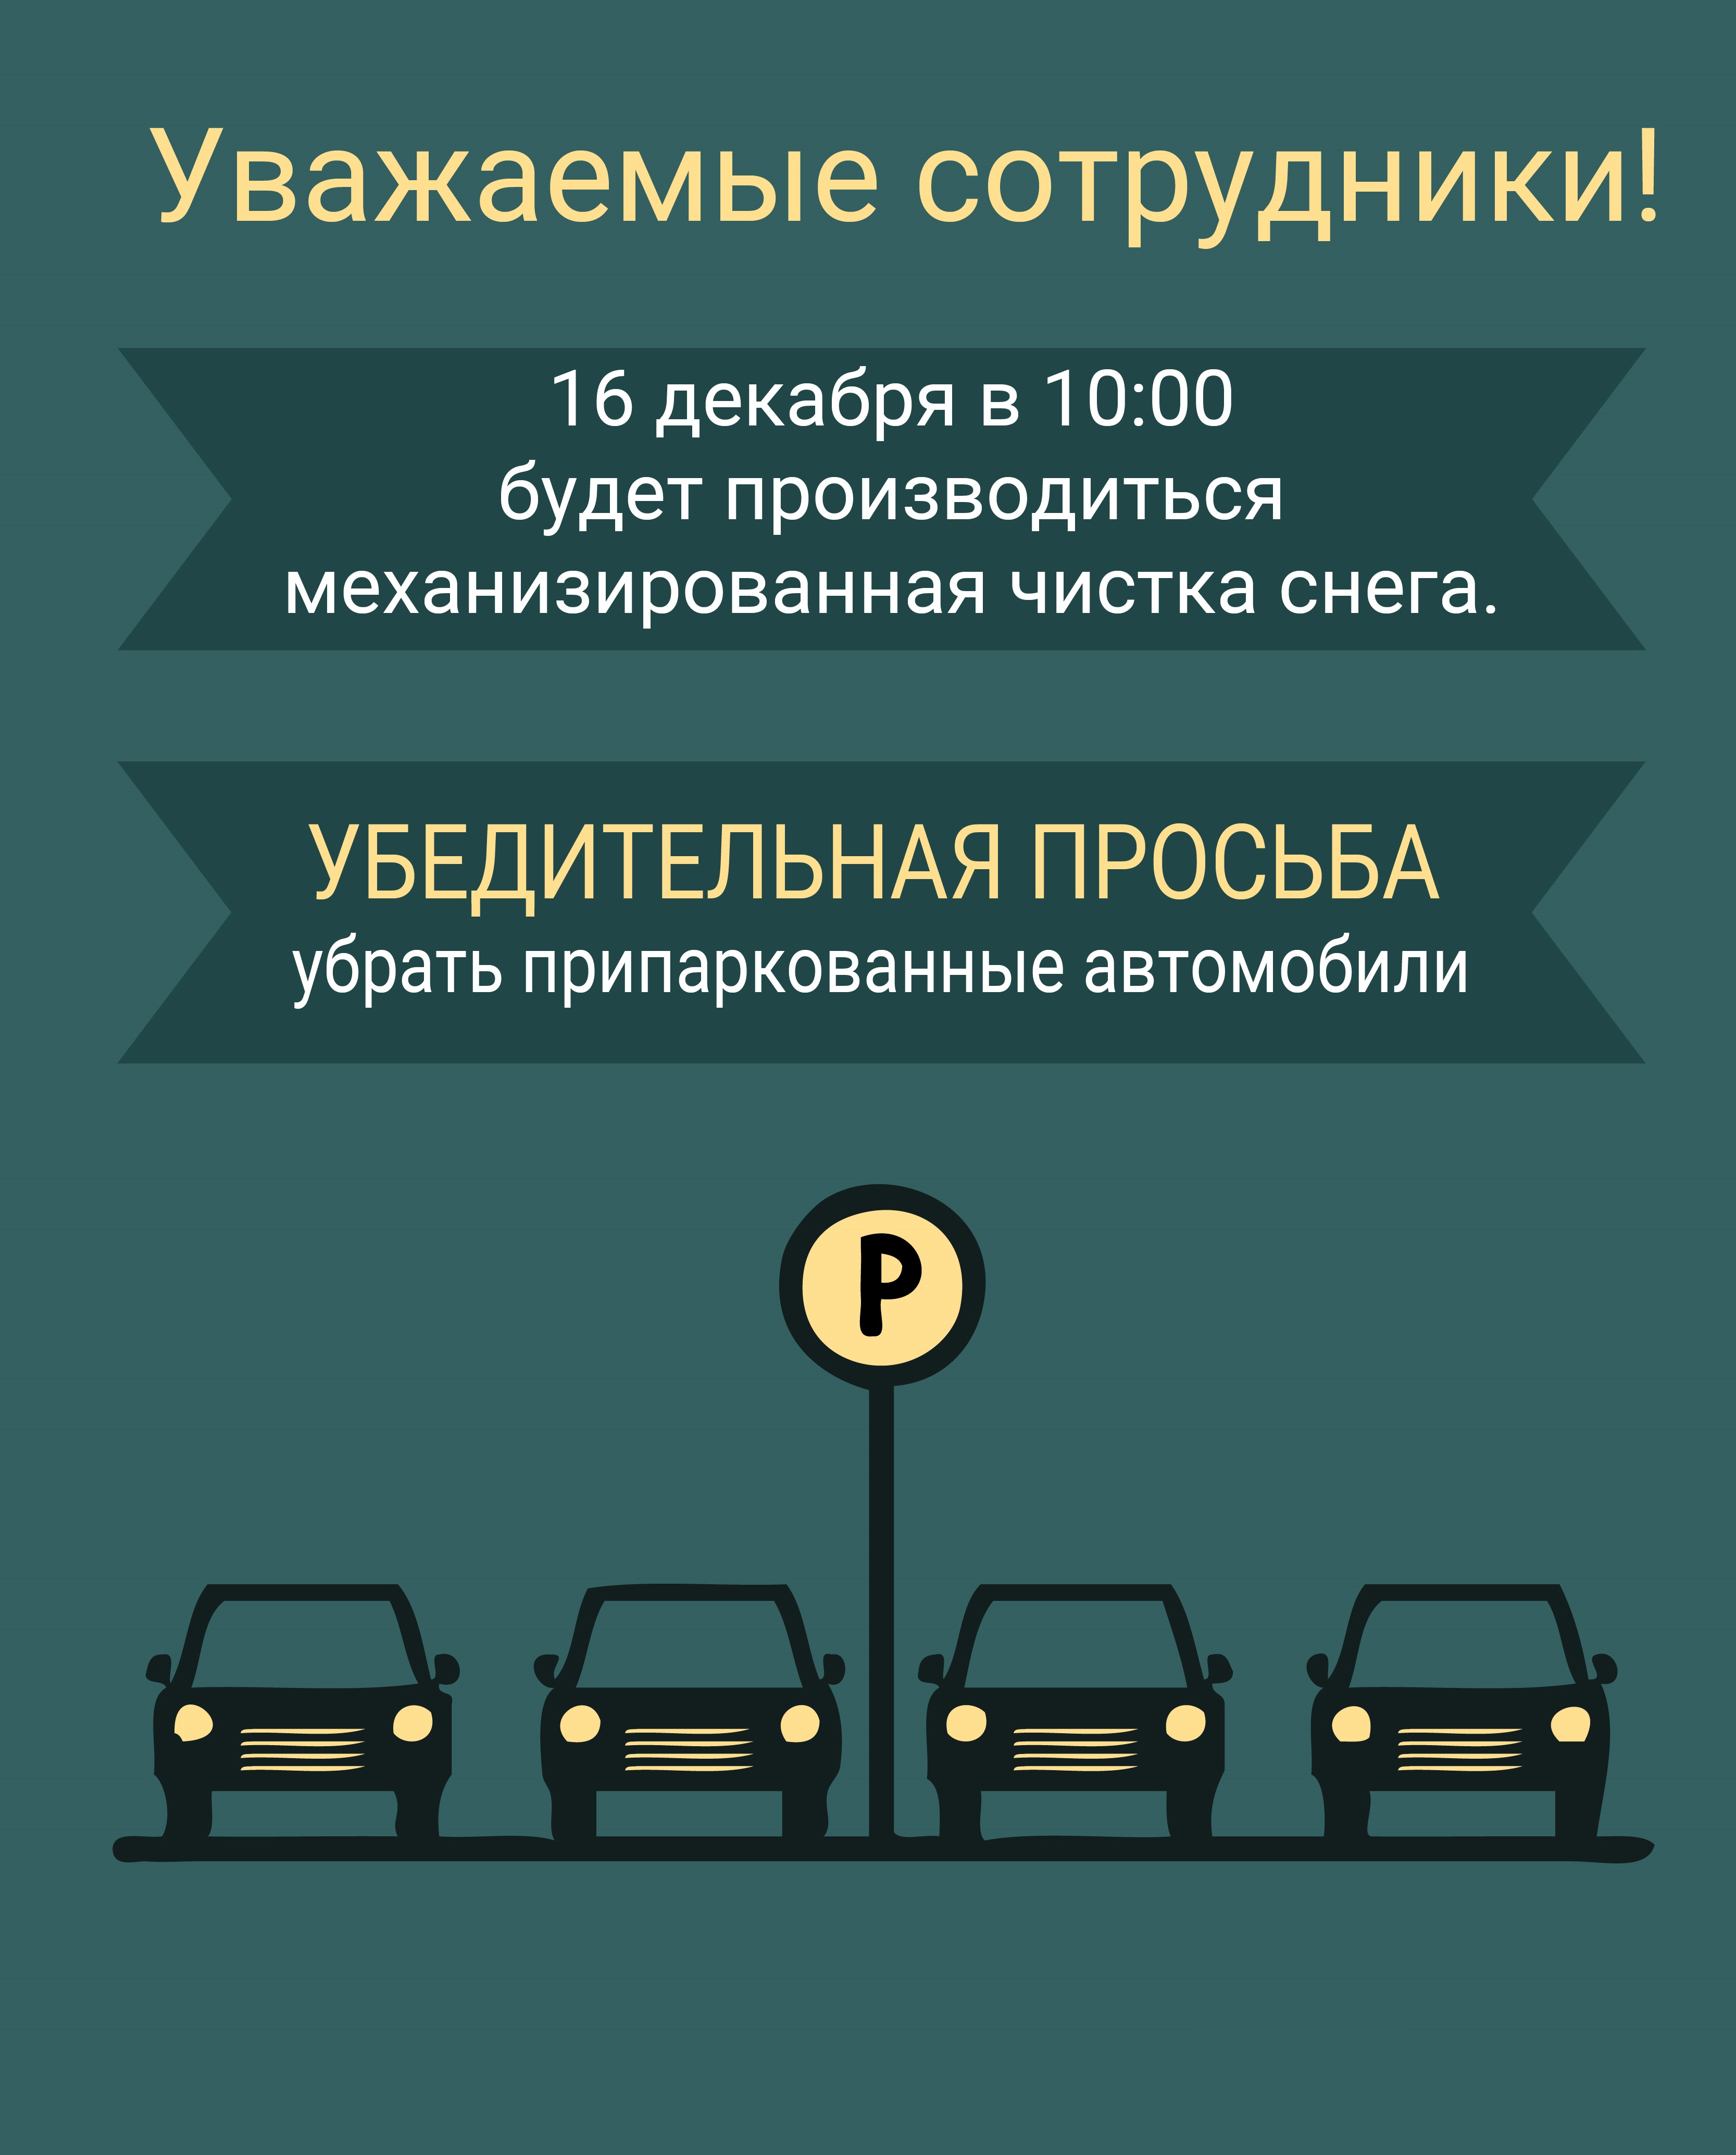 Уважаемые сотрудники!
16 декабря в 10:00
будет производиться
механизированная чистка снега.
УБЕДИТЕЛЬНАЯ ПРОСЬБА
убрать припаркованные автомобили
P